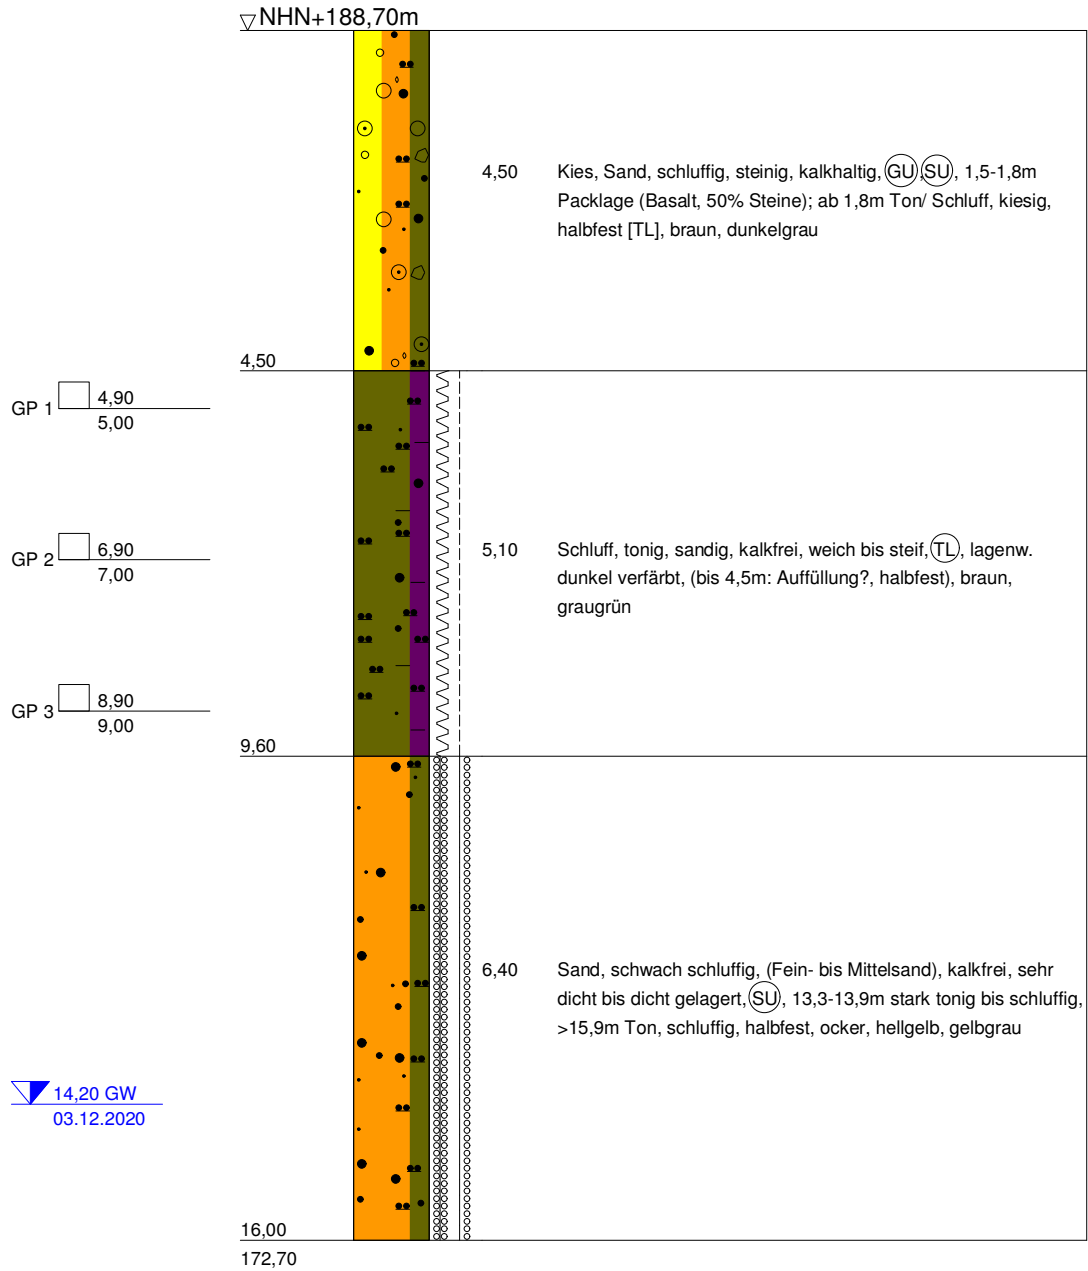 NHN+188,70m
4,50 Kies, Sand, schluffig, steinig, kalkhaltig, GU, SU, 1,5-1,8m
Packlage (Basalt, 50% Steine); ab 1,8m Ton/ Schluff, kiesig,
halbfest [TL], braun, dunkelgrau
4,50
GP 1 4,90
5,00
GP 2 6,90
7,00
5,10 Schluff, tonig, sandig, kalkfrei, weich bis steif, TL, lagenw.
dunkel verfärbt, (bis 4,5m: Auffüllung?, halbfest), braun,
graugrün
GP 3 8,90
9,00
9,60
6,40 Sand, schwach schluffig, (Fein- bis Mittelsand), kalkfrei, sehr
dicht bis dicht gelagert, SU, 13,3-13,9m stark tonig bis schluffig,
>15,9m Ton, schluffig, halbfest, ocker, hellgelb, gelbgrau
14,20 GW
03.12.2020
16,00
172,70